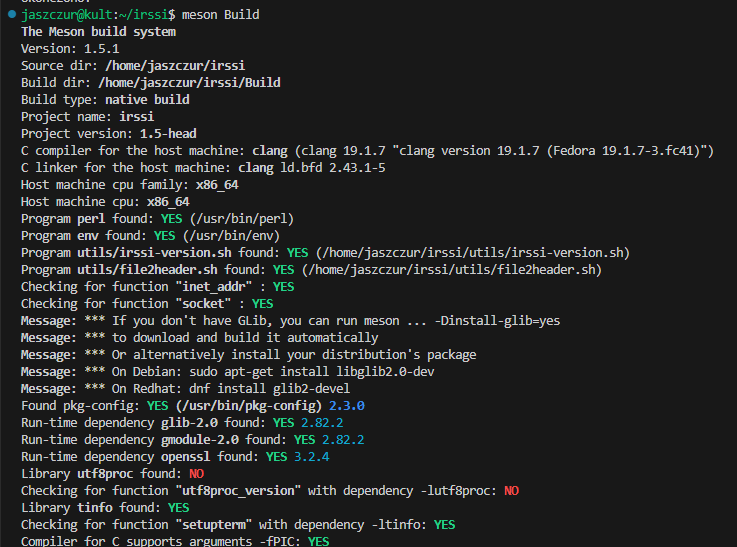 jaszczur@kult:~/irssi$ meson Build
The Meson build system
Version: 1.5.1
Source dir: /home/jaszczur/irssi
Build dir: /home/jaszczur/irssi/Build
Build type: native build
Project name: irssi
Project version: 1.5-head
C compiler for the host machine: clang (clang 19.1.7 "clang version 19.1.7 (Fedora 19.1.7-3.fc41)")
C linker for the host machine: clang ld.bfd 2.43.1-5
Host machine cpu family: x86_64
Host machine cpu: x86_64
Program perl found: YES (/usr/bin/perl)
Program env found: YES (/usr/bin/env)
Program utils/irssi-version.sh found: YES (/home/jaszczur/irssi/utils/irssi-version.sh)
Program utils/file2header.sh found: YES (/home/jaszczur/irssi/utils/file2header.sh)
Checking for function "inet_addr" : YES
Checking for function "socket" : YES
Message: *** If you don't have GLib, you can run meson ... -Dinstall-glib=yes
Message: *** to download and build it automatically
Message: *** Or alternatively install your distribution's package
Message: *** On Debian: sudo apt-get install libglib2.0-dev
Message: *** On Redhat: dnf install glib2-devel
Found pkg-config: YES (/usr/bin/pkg-config) 2.3.0
Run-time dependency glib-2.0 found: YES 2.82.2
Run-time dependency gmodule-2.0 found: YES 2.82.2
Run-time dependency openssl found: YES 3.2.4
Library utf8proc found: NO
Checking for function "utf8proc_version" with dependency -lutf8proc: NO
Library tinfo found: YES
Checking for function "setupterm" with dependency -ltinfo: YES
Compiler for C supports arguments -fPIC: YES